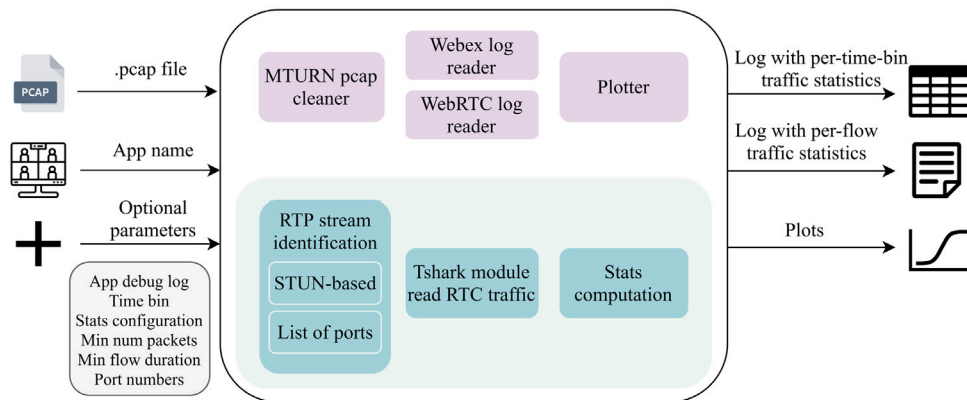 PCAP
.pcap file
App name
Optional
parameters
App debug log
Time bin
Stats configuration
Min num packets
Min flow duration
Port numbers
MTURN pcap
cleaner
Webex log
reader
WebRTC log
reader
Plotter
RTP stream
identification
STUN-based
List of ports
Tshark module
read RTC traffic
Stats
computation
Log with per-time-bin
traffic statistics
Log with per-flow
traffic statistics
Plots